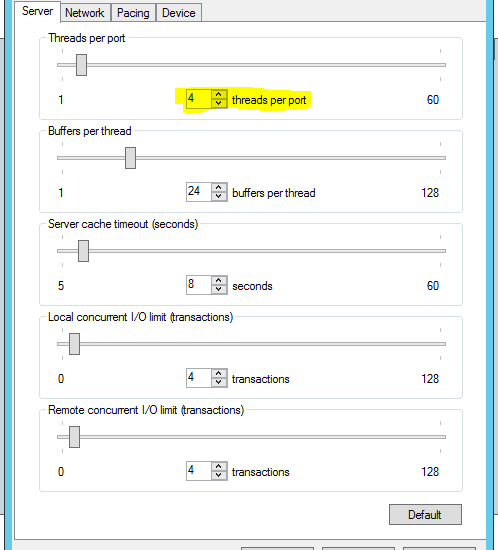 Server Network Pacing Device
Threads per port
1 4 threads per port 60
Buffers per thread
1 24 buffers per thread 128
Server cache timeout (seconds)
5 8 seconds 60
Local concurrent I/O limit (transactions)
0 4 transactions 128
Remote concurrent I/O limit (transactions)
0 4 transactions 128
Default